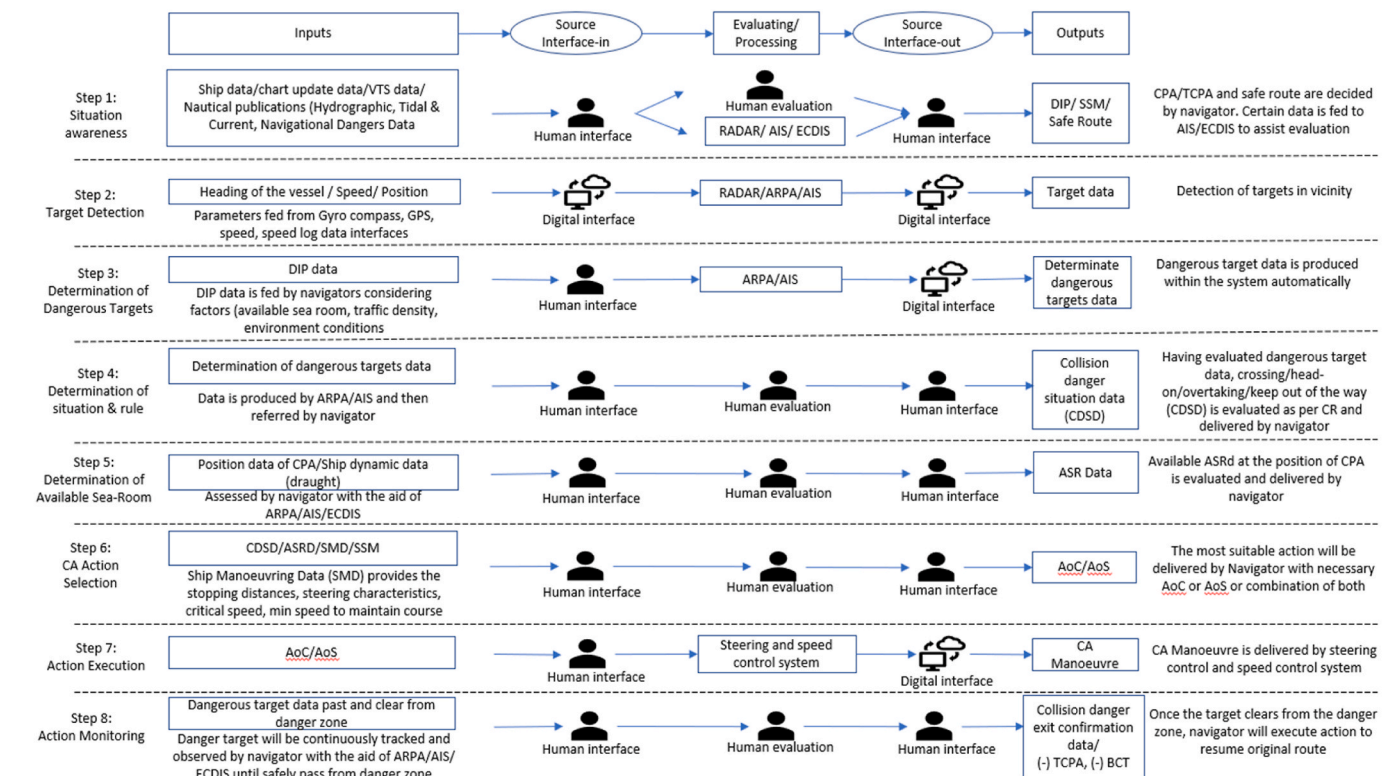 Inputs
Source
Interface-in
Evaluating/
Processing
Source
Interface-out
Outputs
Step 1:
Situation
awareness
Ship data/chart update data/VTS data/
Nautical publications (Hydrographic, Tidal &
Current, Navigational Dangers Data
Human interface
Human evaluation
RADAR/ AIS/ ECDIS
Human interface
DIP/ SSM/
Safe Route
CPA/TCPA and safe route are decided
by navigator. Certain data is fed to
AIS/ECDIS to assist evaluation
Step 2:
Target Detection
Heading of the vessel / Speed/ Position
Parameters fed from Gyro compass, GPS,
speed, speed log data interfaces
Digital interface
RADAR/ARPA/AIS
Digital interface
Target data
Detection of targets in vicinity
Step 3:
Determination of
Dangerous Targets
DIP data
DIP data is fed by navigators considering
factors (available sea room, traffic density,
environment conditions
Human interface
ARPA/AIS
Digital interface
Determinate
dangerous
targets data
Dangerous target data is produced
within the system automatically
Step 4:
Determination of
situation & rule
Determination of dangerous targets data
Data is produced by ARPA/AIS and then
referred by navigator
Human interface
Human evaluation
Human interface
Collision
danger
situation data
(CDSD)
Having evaluated dangerous target
data, crossing/head-
on/overtaking/keep out of the way
(CDSD) is evaluated as per CR and
delivered by navigator
Step 5:
Determination of
Available Sea-Room
Position data of CPA/Ship dynamic data
(draught)
Assessed by navigator with the aid of
ARPA/AIS/ECDIS
Human interface
Human evaluation
Human interface
ASR Data
Available ASRd at the position of CPA
is evaluated and delivered by
navigator
Step 6:
CA Action
Selection
CDSD/ASRD/SMD/SSM
Ship Manoeuvring Data (SMD) provides the
stopping distances, steering characteristics,
critical speed, min speed to maintain course
Human interface
Human evaluation
Human interface
AoC/AoS
The most suitable action will be
delivered by Navigator with necessary
AoC or AoS or combination of both
Step 7:
Action Execution
AoC/AoS
Human interface
Steering and speed
control system
Digital interface
CA
Manoeuvre
CA Manoeuvre is delivered by steering
control and speed control system
Step 8:
Action Monitoring
Dangerous target data past and clear from
danger zone
Danger target will be continuously tracked and
observed by navigator with the aid of ARPA/AIS/
ECDIS until safely pass from danger zone
Human interface
Human evaluation
Human interface
Collision danger
exit confirmation
data/
(-) TCPA, (-) BCT
Once the target clears from the danger
zone, navigator will execute action to
resume original route